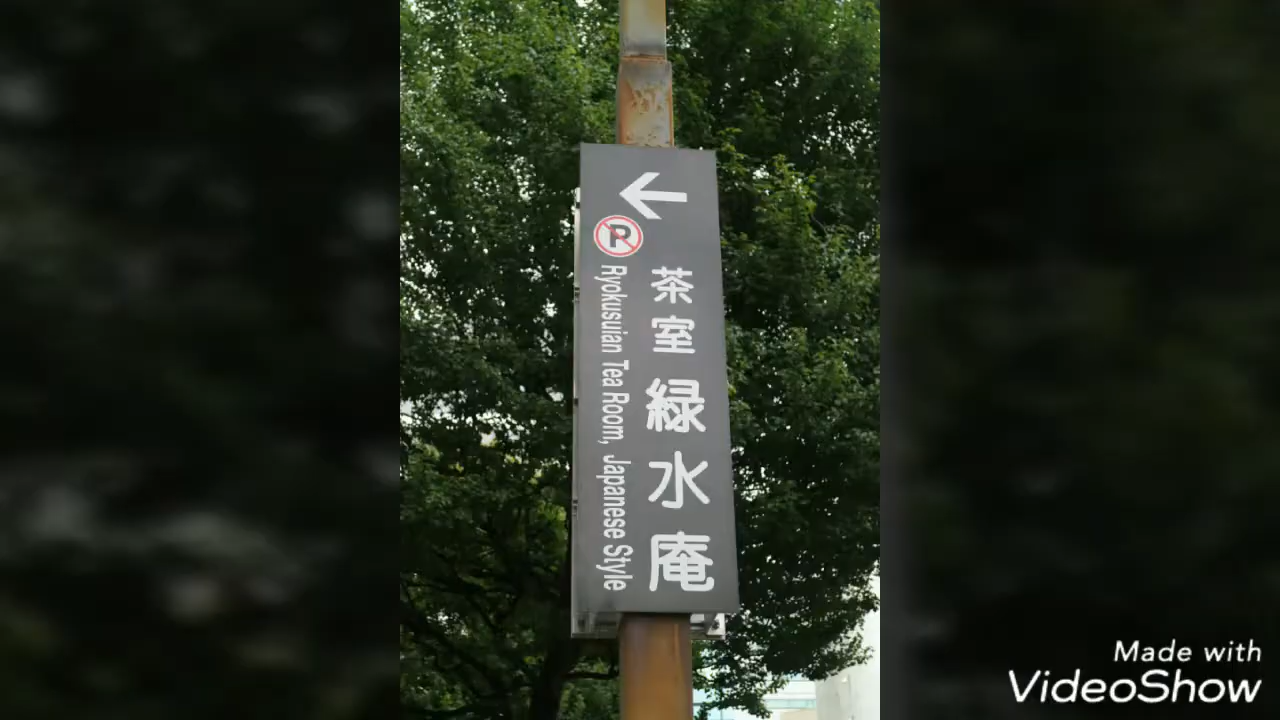 P
茶室 緑水庵
Ryokusuian Tea Room, Japanese Style
Made with
VideoShow